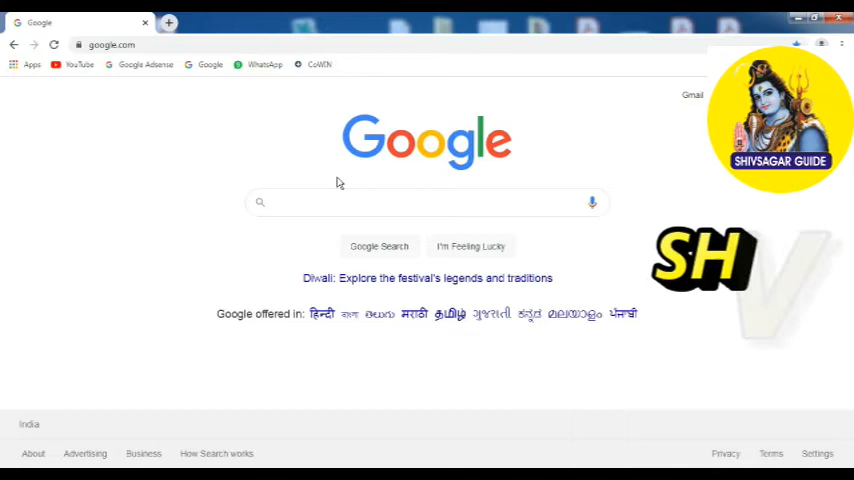 Google
google.com
Apps YouTube Google Adsense Google WhatsApp CoWIN
Gmail
Google
SHIVSAGAR GUIDE
SHV
Google Search I'm Feeling Lucky
Diwali: Explore the festival's legends and traditions
Google offered in: हिन्दी বাংলা తెలుగు मराठी தமிழ் ગુજરાતી ಕನ್ನಡ മലയാളം ਪੰਜਾਬੀ
India
About Advertising Business How Search works Privacy Terms Settings